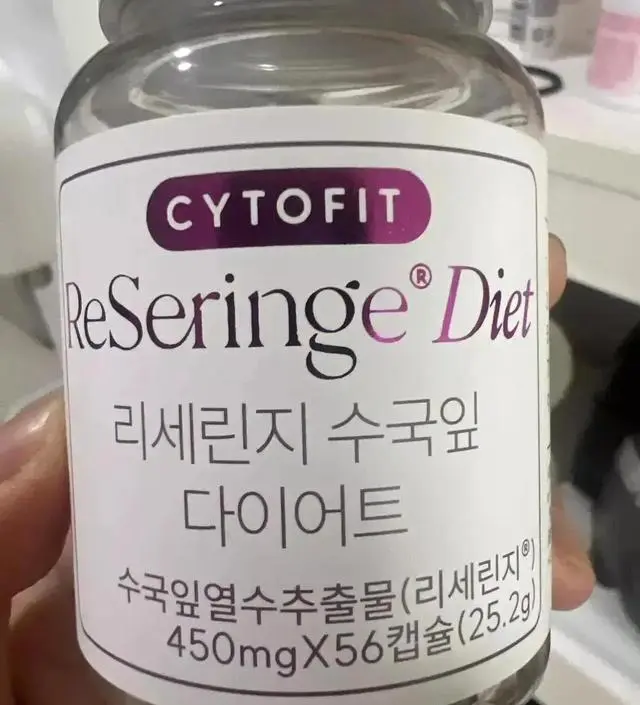 CYTOFIT
ReSeringe® Diet
리세린지 수국잎
다이어트
수국잎열수추출물(리세린지®)
450mgX56캡슐(25.2g)